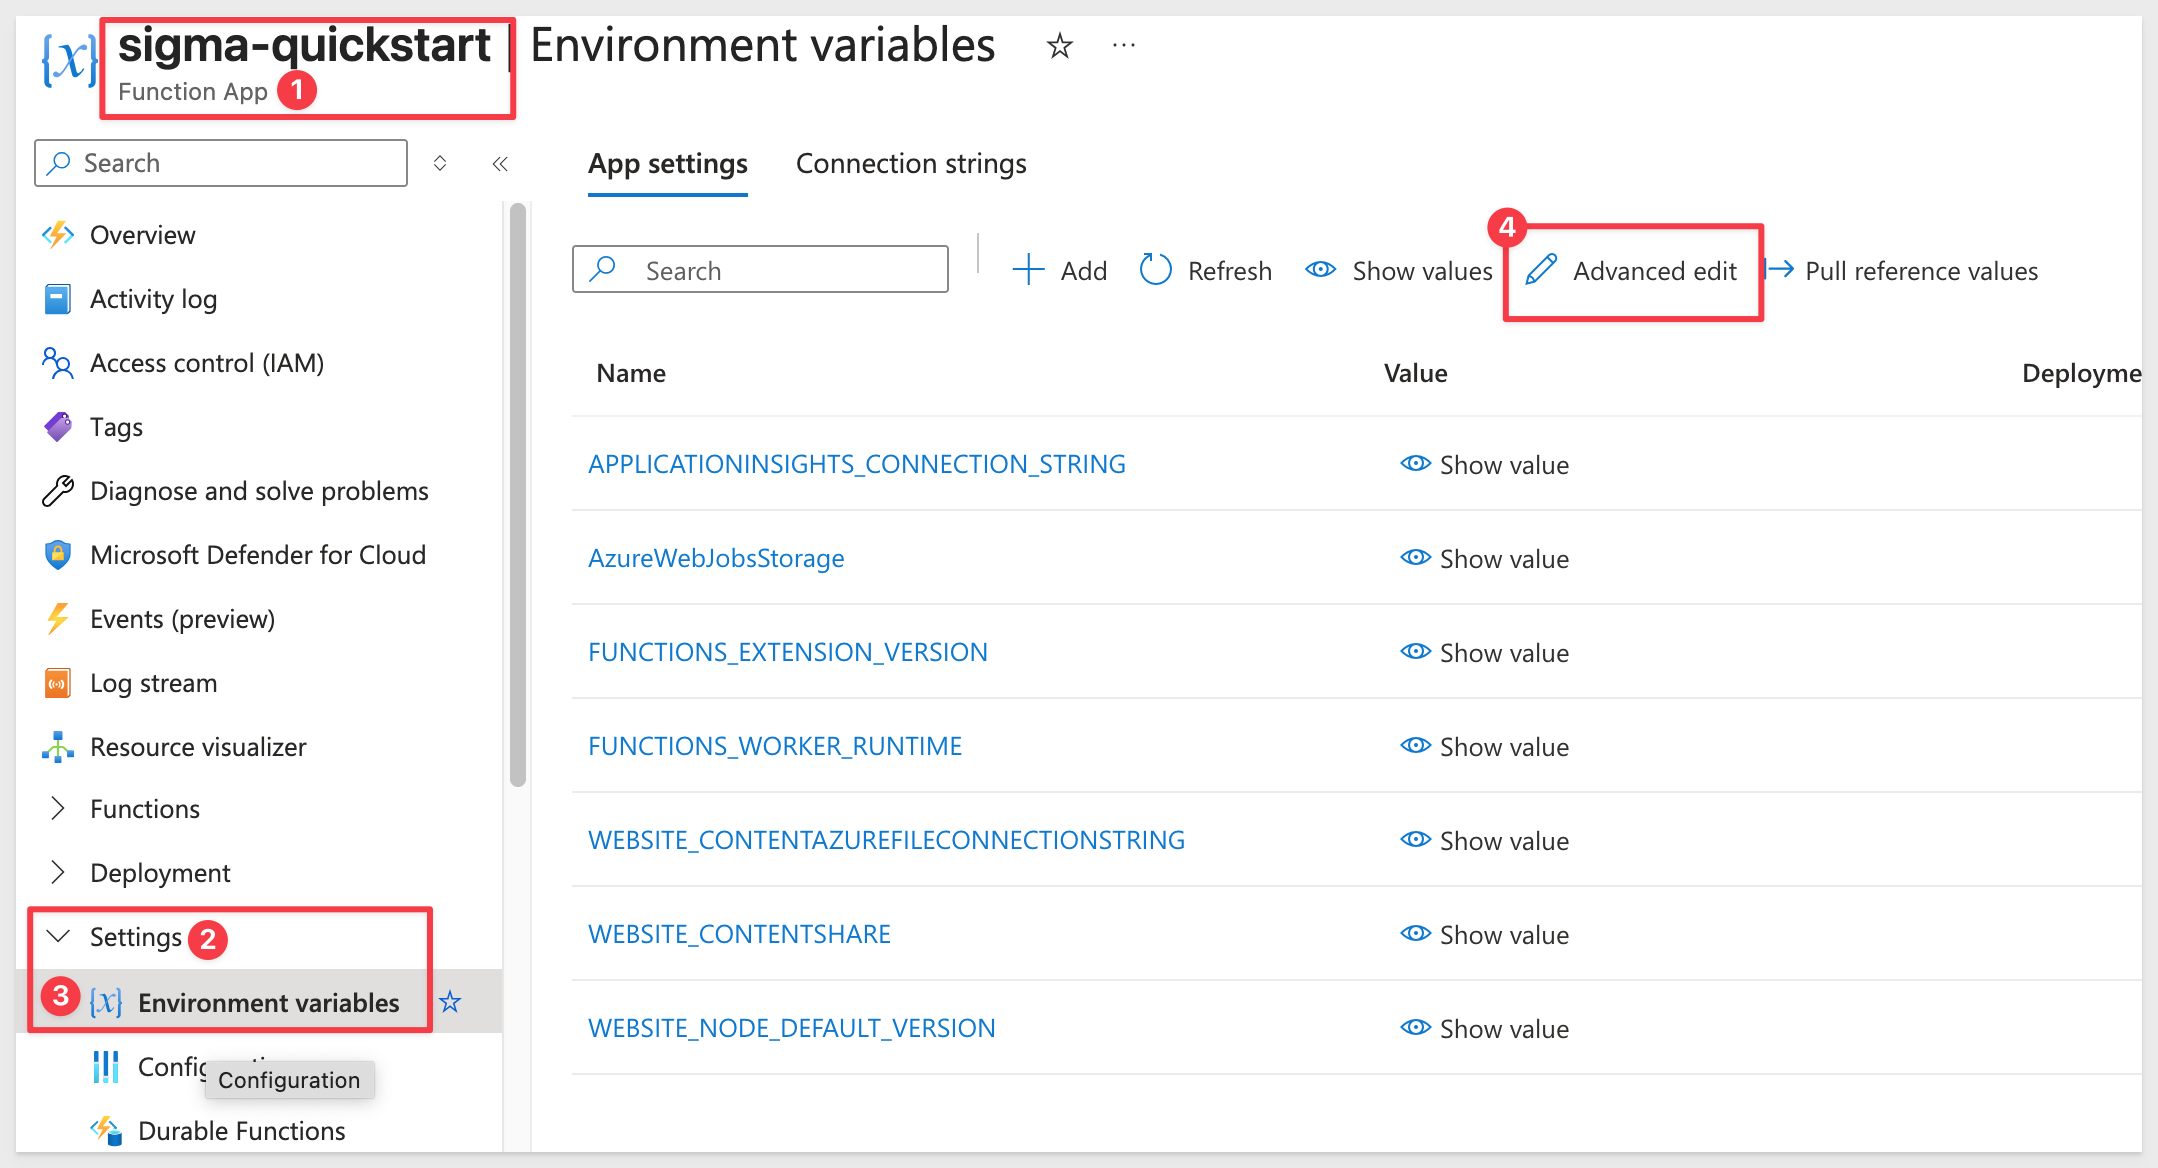 sigma-quickstart | Environment variables ☆ ...
Function App 1
Search
Overview
Activity log
Access control (IAM)
Tags
Diagnose and solve problems
Microsoft Defender for Cloud
Events (preview)
Log stream
Resource visualizer
Functions
Deployment
Settings 2
3 {x} Environment variables
Configuration
Durable Functions
App settings Connection strings
Search
Add Refresh Show values 4 Advanced edit Pull reference values
Name Value Deployme
APPLICATIONINSIGHTS_CONNECTION_STRING Show value
AzureWebJobsStorage Show value
FUNCTIONS_EXTENSION_VERSION Show value
FUNCTIONS_WORKER_RUNTIME Show value
WEBSITE_CONTENTAZUREFILECONNECTIONSTRING Show value
WEBSITE_CONTENTSHARE Show value
WEBSITE_NODE_DEFAULT_VERSION Show value